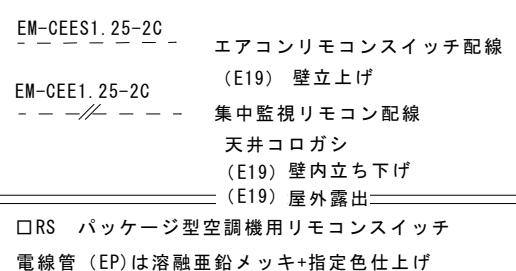 EM-CEES1.25-2C
エアコンリモコンスイッチ配線
(E19) 壁立上げ
EM-CEE1.25-2C
集中監視リモコン配線
天井コロガシ
(E19) 壁内立ち下げ
(E19) 屋外露出
□RS パッケージ型空調機用リモコンスイッチ
電線管 (EP)は溶融亜鉛メッキ+指定色仕上げ